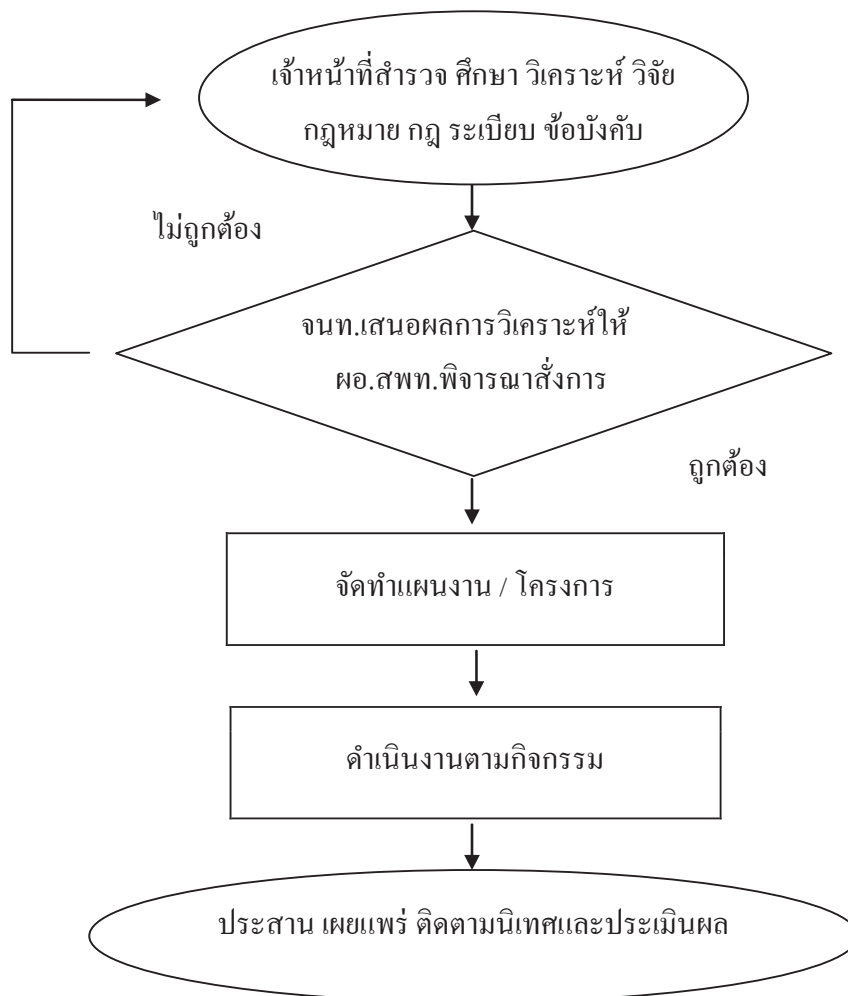 เจ้าหน้าที่สำรวจ ศึกษา วิเคราะห์ วิจัย
กฎหมาย กฎ ระเบียบ ข้อบังคับ
ไม่ถูกต้อง
จนท.เสนอผลการวิเคราะห์ให้
ผอ.สพท.พิจารณาสั่งการ
ถูกต้อง
จัดทำแผนงาน / โครงการ
ดำเนินงานตามกิจกรรม
ประสาน เผยแพร่ ติดตามนิเทศและประเมินผล